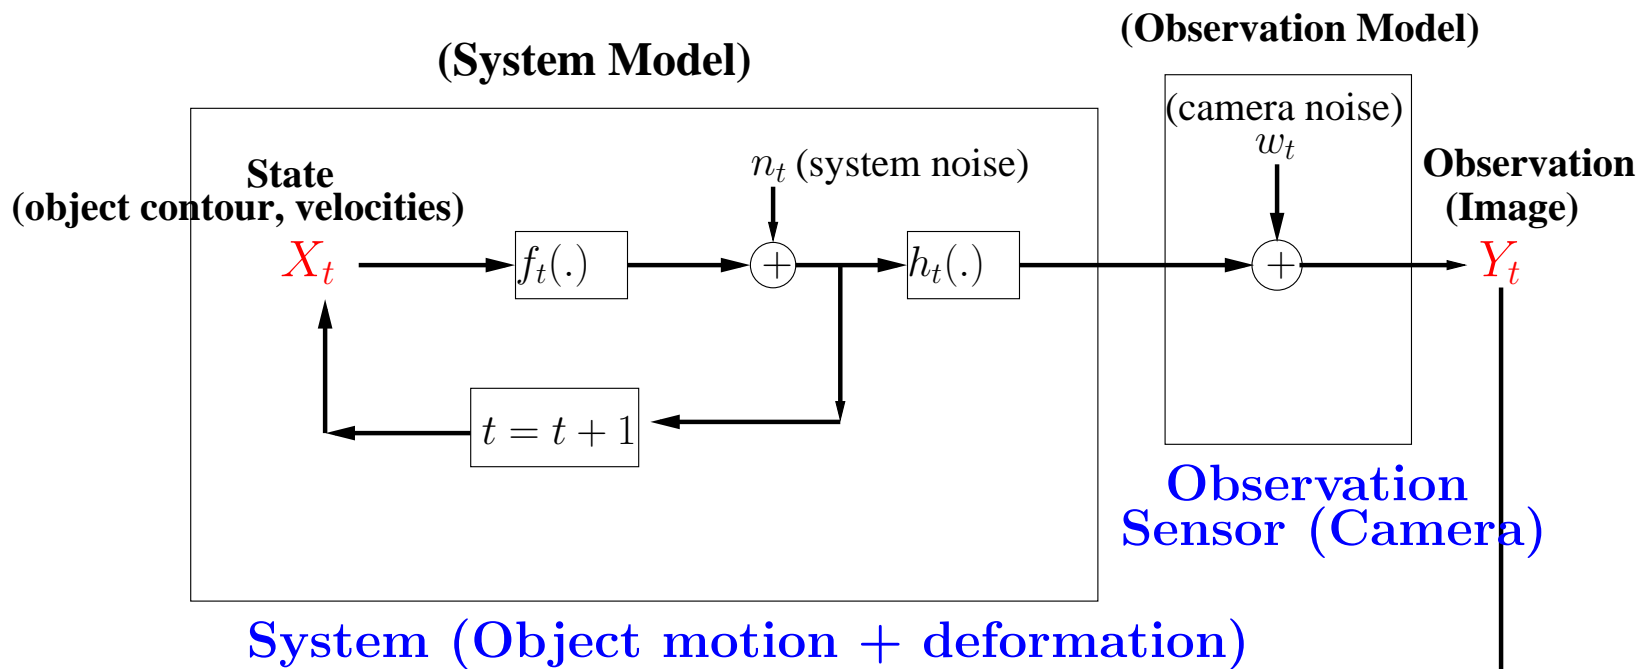 (Observation Model)
(System Model)
(camera noise)
w_t
n_t (system noise)
State
(object contour, velocities)
Observation
(Image)
X_t
f_t(.)
+
h_t(.)
+
Y_t
t = t + 1
Observation
Sensor (Camera)
System (Object motion + deformation)